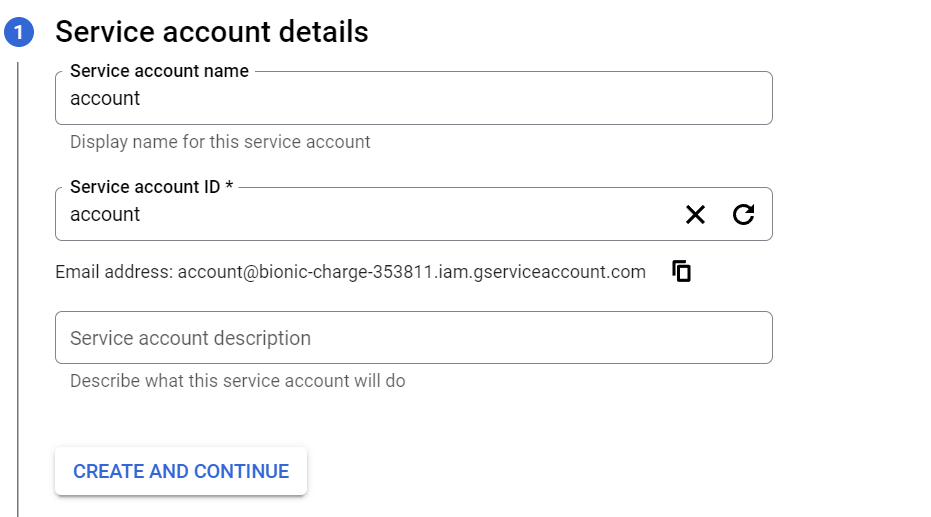 1 Service account details
Service account name
account
Display name for this service account
Service account ID *
account
Email address: account@bionic-charge-353811.iam.gserviceaccount.com
Service account description
Describe what this service account will do
CREATE AND CONTINUE